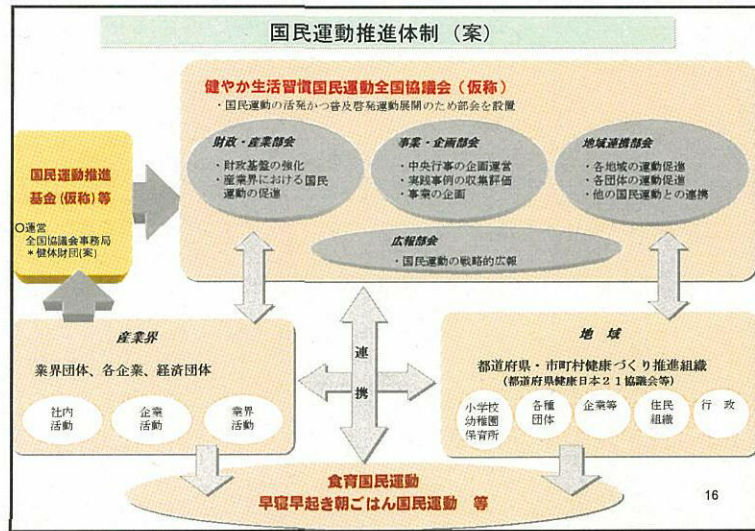 国民運動推進体制（案）
健やか生活習慣国民運動全国協議会（仮称）
・国民運動の活発かつ普及啓発運動展開のため部会を設置
財政・産業部会
・財政基盤の強化
・産業界における国民
運動の促進
事業・企画部会
・中央行事の企画運営
・実践事例の収集評価
・事業の企画
地域連携部会
・各地域の運動促進
・各団体の運動促進
・他の国民運動との連携
広報部会
・国民運動の戦略的広報
国民運動推進
基金（仮称）等
〇運営
全国協議会事務局
＊健体財団(案)
産業界
業界団体、各企業、経済団体
社内
活動
企業
活動
業界
活動
連
携
地 域
都道府県・市町村健康づくり推進組織
（都道府県健康日本２１協議会等）
小学校
幼稚園
保育所
各種
団体
企業等
住民
組織
行 政
食育国民運動
早寝早起き朝ごはん国民運動 等
16